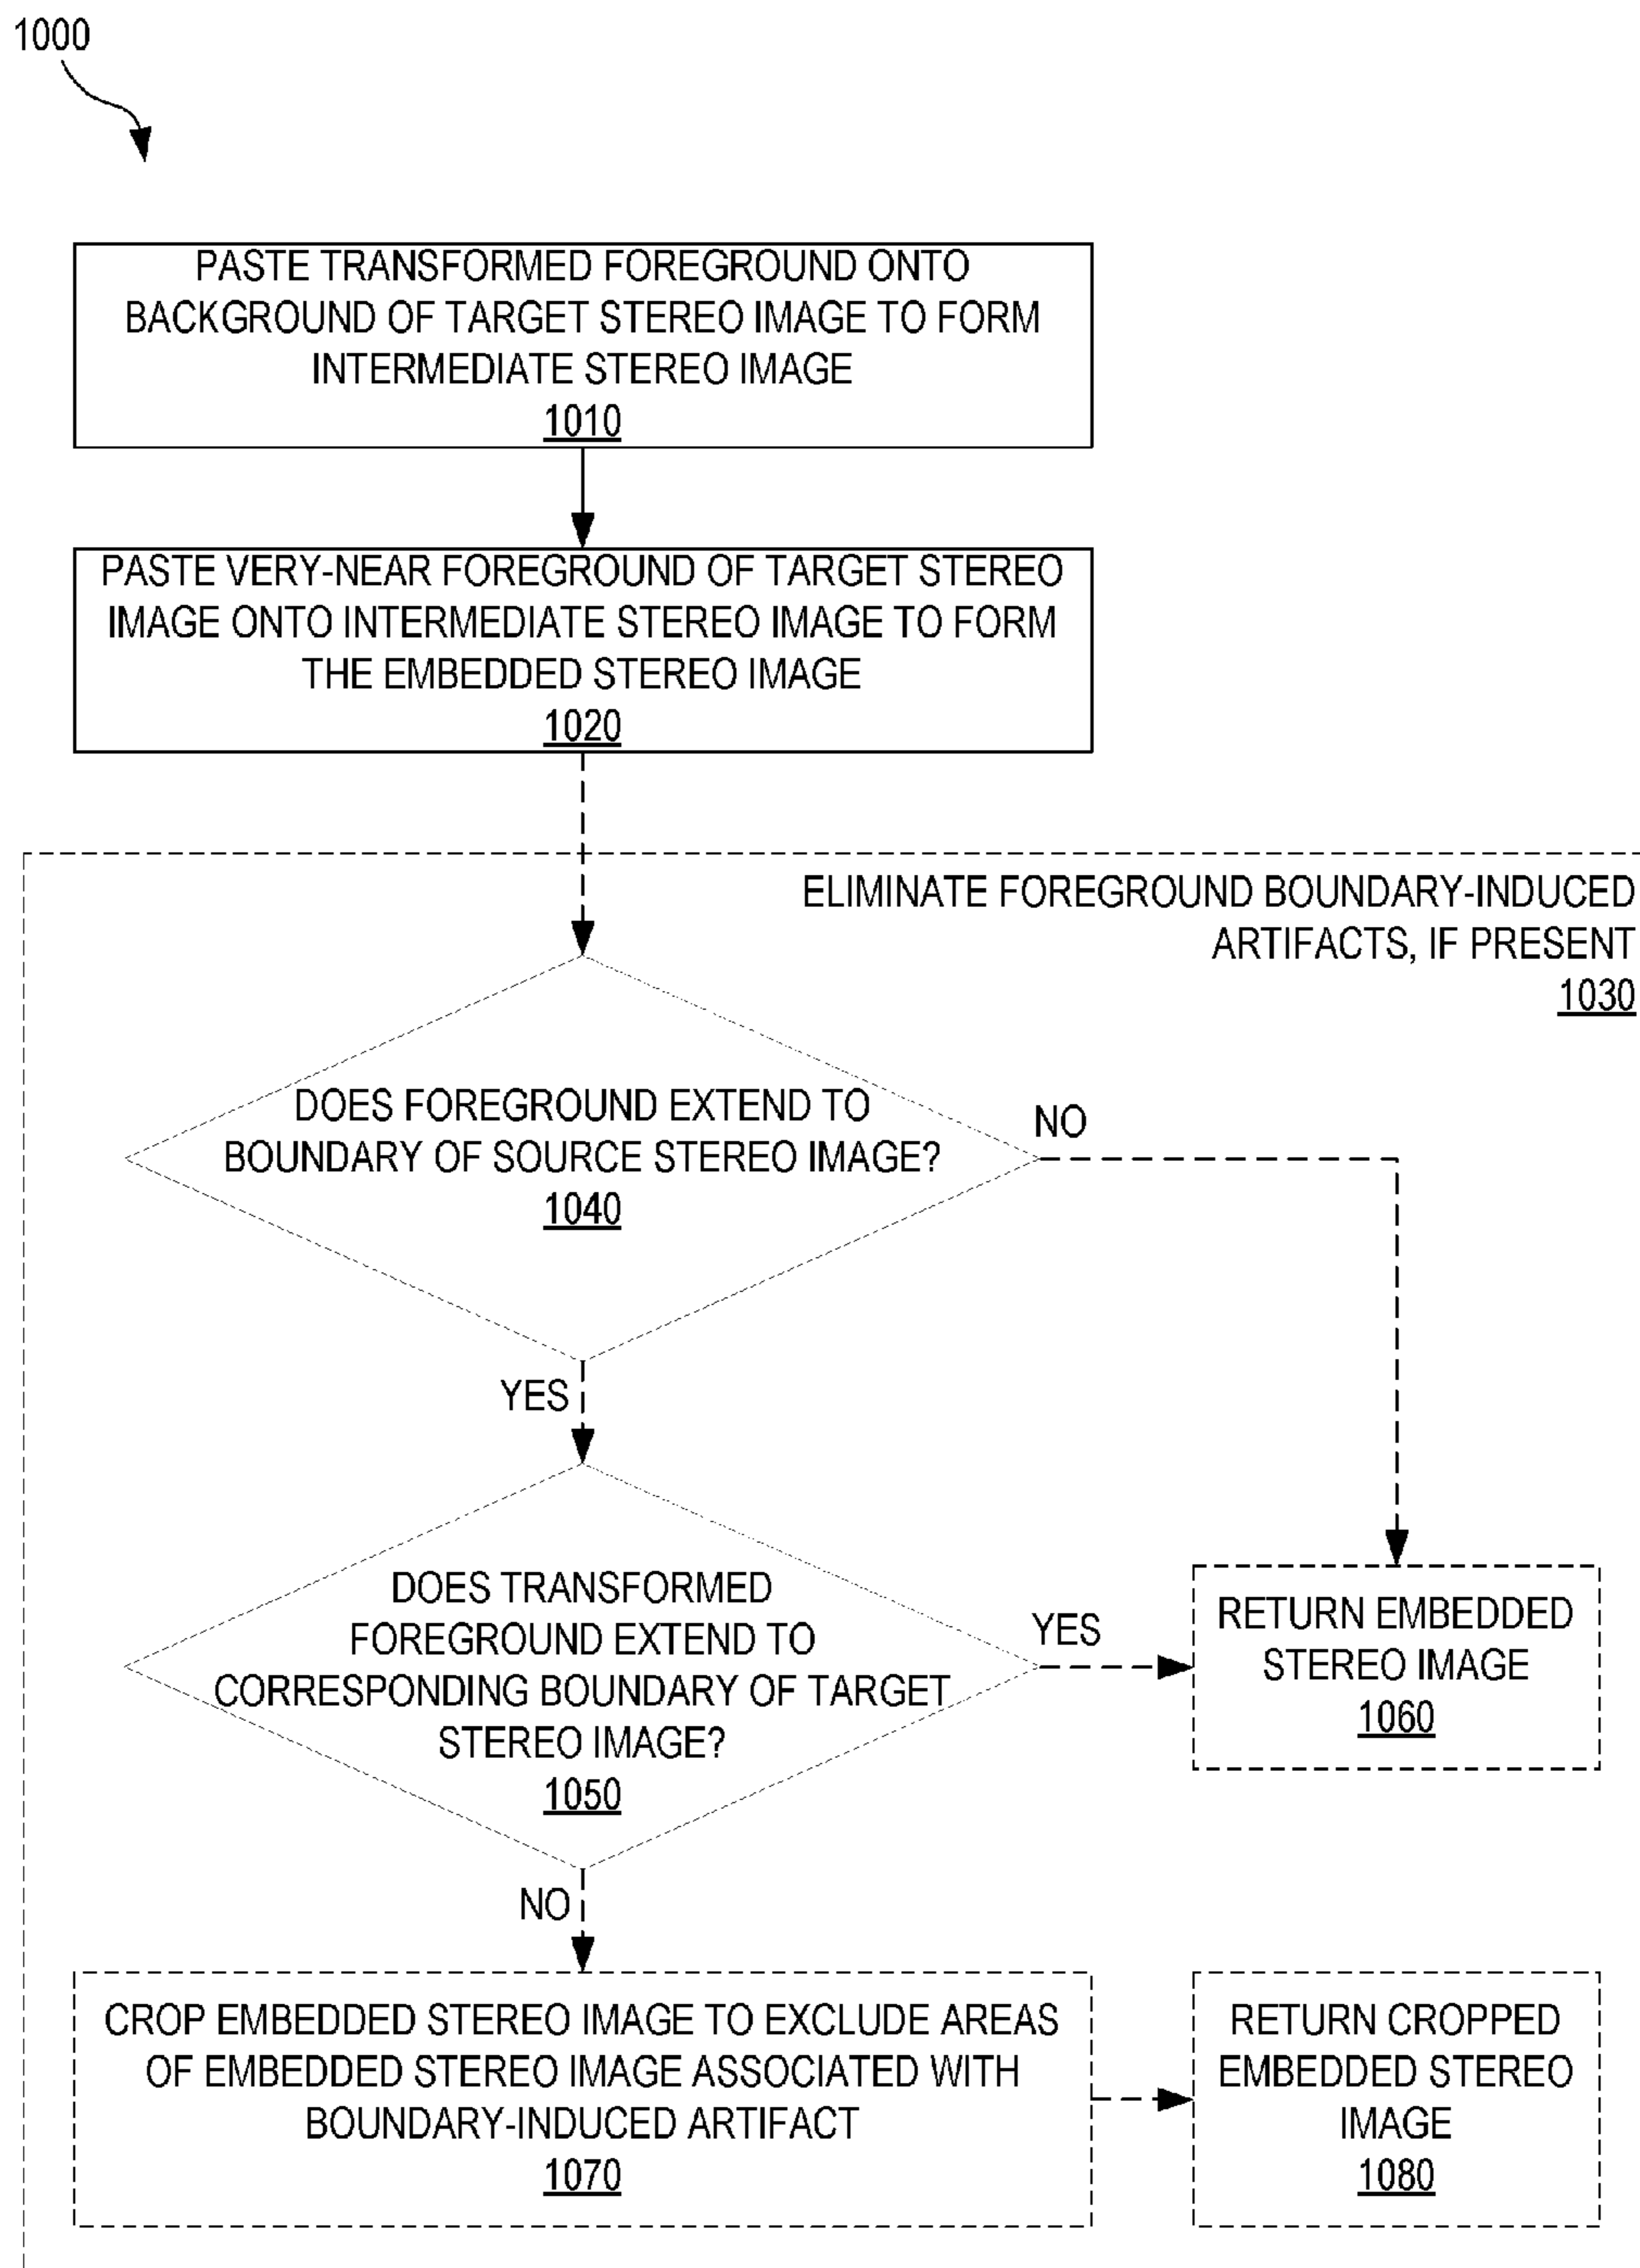 1000
PASTE TRANSFORMED FOREGROUND ONTO
BACKGROUND OF TARGET STEREO IMAGE TO FORM
INTERMEDIATE STEREO IMAGE
1010
PASTE VERY-NEAR FOREGROUND OF TARGET STEREO
IMAGE ONTO INTERMEDIATE STEREO IMAGE TO FORM
THE EMBEDDED STEREO IMAGE
1020
ELIMINATE FOREGROUND BOUNDARY-INDUCED
ARTIFACTS, IF PRESENT
1030
DOES FOREGROUND EXTEND TO
BOUNDARY OF SOURCE STEREO IMAGE?
1040
NO
YES
DOES TRANSFORMED
FOREGROUND EXTEND TO
CORRESPONDING BOUNDARY OF TARGET
STEREO IMAGE?
1050
YES
RETURN EMBEDDED
STEREO IMAGE
1060
NO
CROP EMBEDDED STEREO IMAGE TO EXCLUDE AREAS
OF EMBEDDED STEREO IMAGE ASSOCIATED WITH
BOUNDARY-INDUCED ARTIFACT
1070
RETURN CROPPED
EMBEDDED STEREO
IMAGE
1080